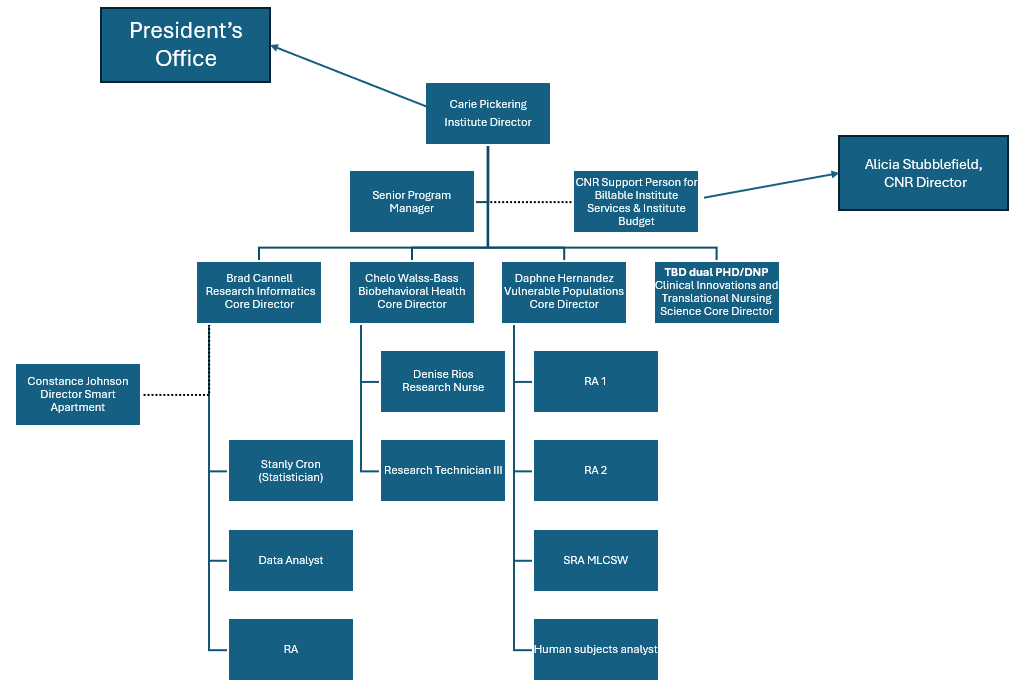 President’s
Office
Carie Pickering
Institute Director
Alicia Stubblefield,
CNR Director
Senior Program
Manager
CNR Support Person for
Billable Institute
Services & Institute
Budget
Brad Cannell
Research Informatics
Core Director
Chelo Walss-Bass
Biobehavioral Health
Core Director
Daphne Hernandez
Vulnerable Populations
Core Director
TBD dual PHD/DNP
Clinical Innovations and
Translational Nursing
Science Core Director
Constance Johnson
Director Smart
Apartment
Denise Rios
Research Nurse
RA 1
Stanly Cron
(Statistician)
Research Technician III
RA 2
Data Analyst
SRA MLCSW
RA
Human subjects analyst